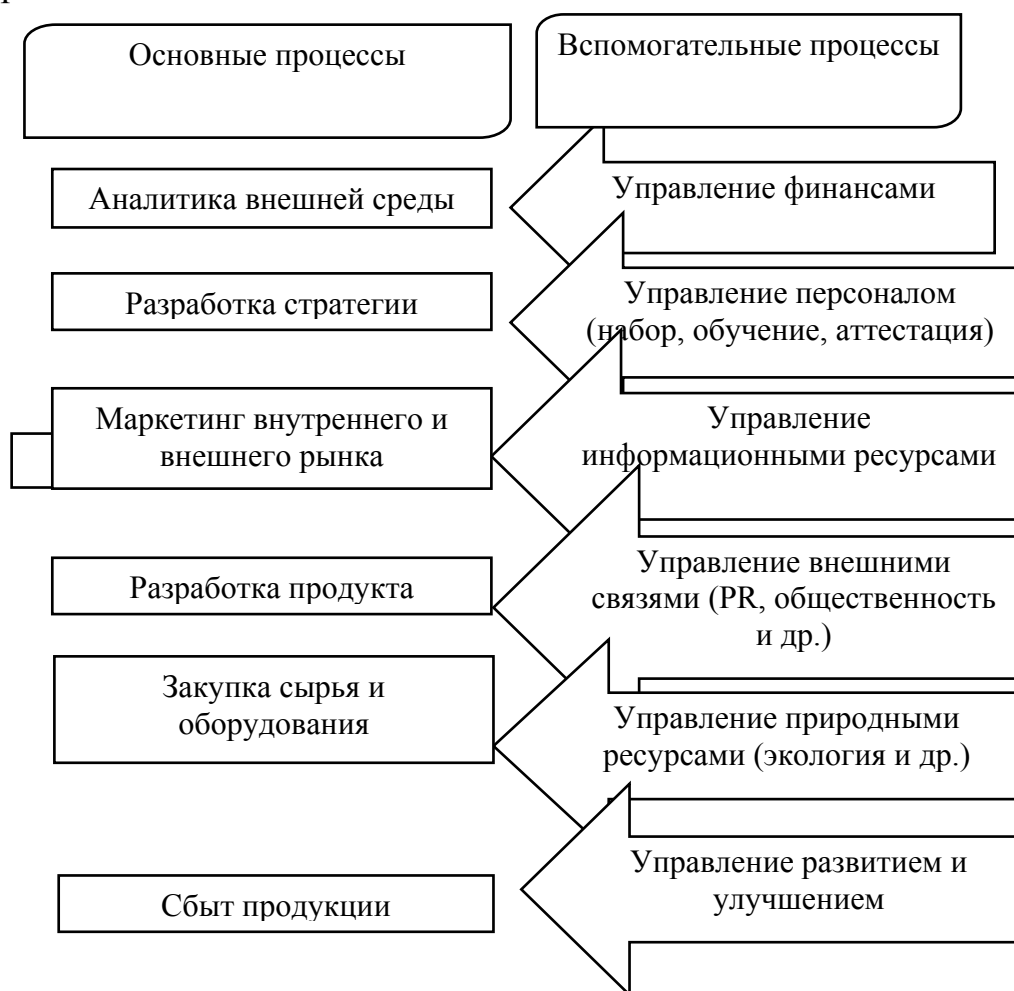 Основные процессы
Вспомогательные процессы
Аналитика внешней среды
Управление финансами
Разработка стратегии
Управление персоналом
(набор, обучение, аттестация)
Маркетинг внутреннего и
внешнего рынка
Управление
информационными ресурсами
Разработка продукта
Управление внешними
связями (PR, общественность
и др.)
Закупка сырья и
оборудования
Управление природными
ресурсами (экология и др.)
Сбыт продукции
Управление развитием и
улучшением